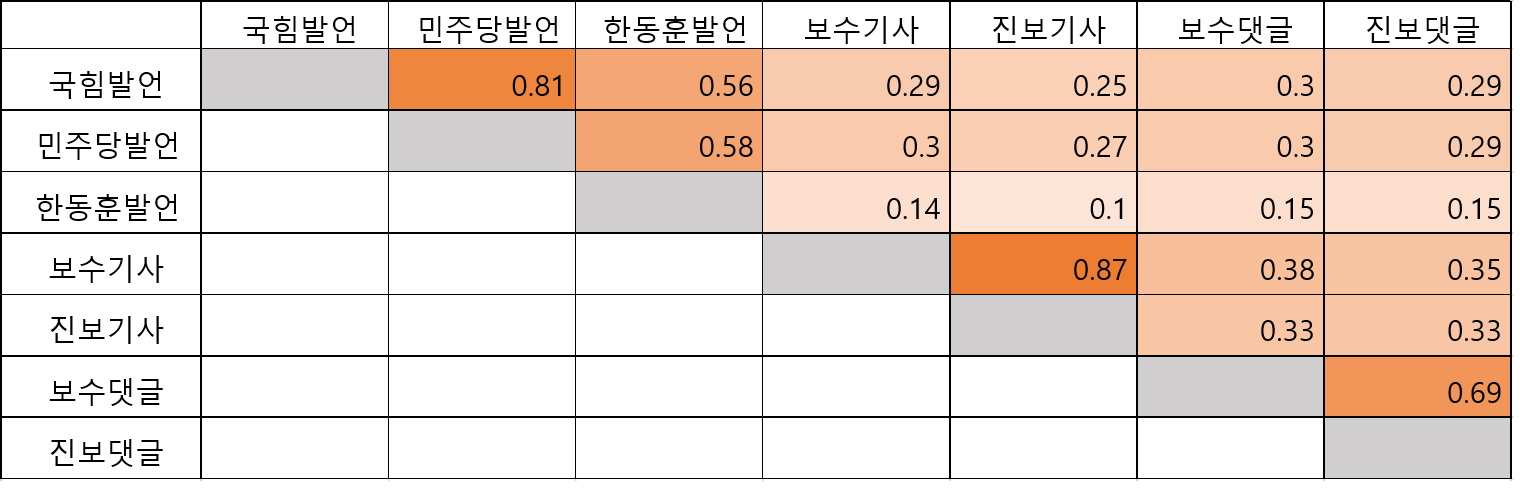 국힘발언 민주당발언 한동훈발언 보수기사 진보기사 보수댓글 진보댓글
국힘발언 0.81 0.56 0.29 0.25 0.3 0.29
민주당발언 0.58 0.3 0.27 0.3 0.29
한동훈발언 0.14 0.1 0.15 0.15
보수기사 0.87 0.38 0.35
진보기사 0.33 0.33
보수댓글 0.69
진보댓글